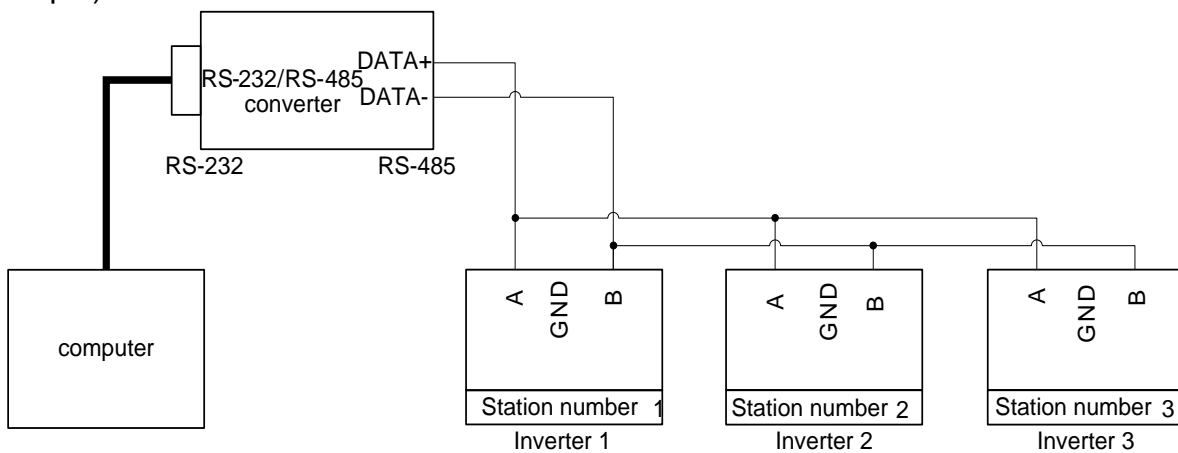 RS-232/RS-485
converter
DATA+
DATA-
RS-232
RS-485
computer
A
GND
B
Station number 1
Inverter 1
A
GND
B
Station number 2
Inverter 2
A
GND
B
Station number 3
Inverter 3